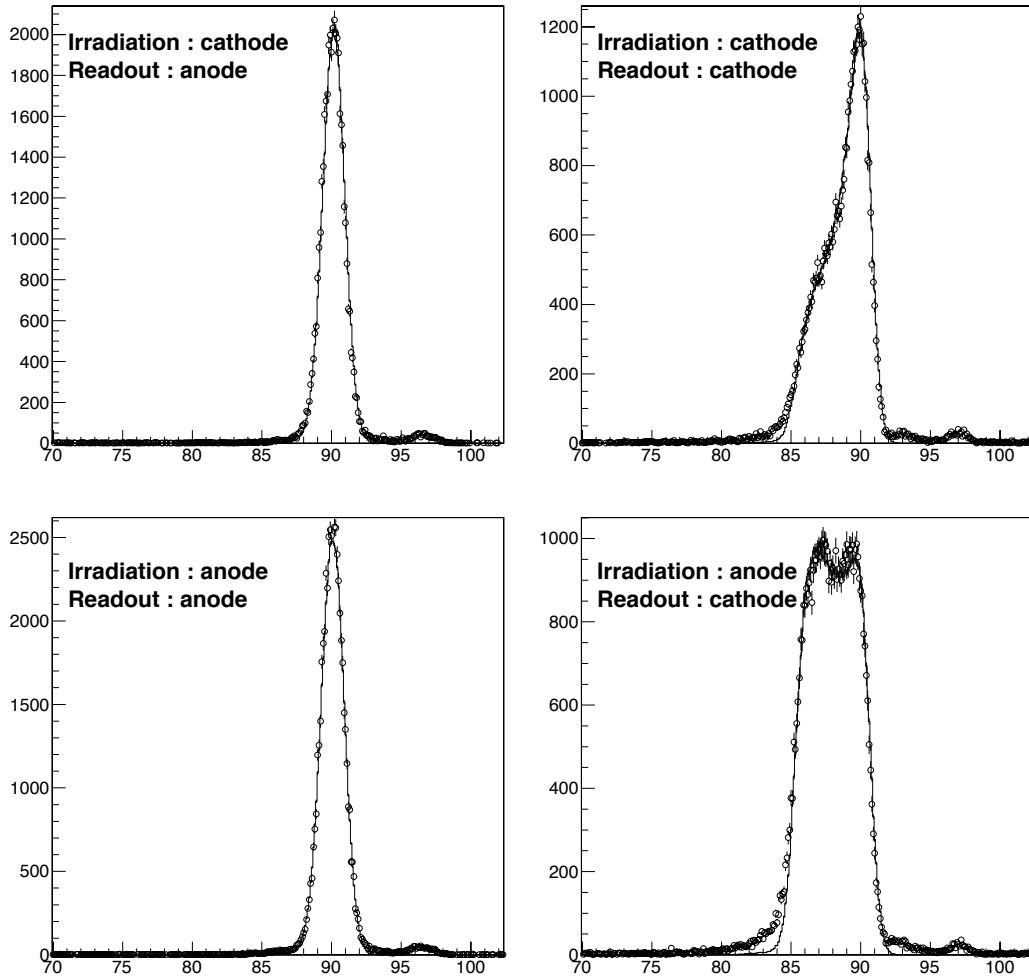 Irradiation : cathode
Readout : anode
2000
1800
1600
1400
1200
1000
800
600
400
200
0
70 75 80 85 90 95 100
Irradiation : cathode
Readout : cathode
1200
1000
800
600
400
200
0
70 75 80 85 90 95 100
Irradiation : anode
Readout : anode
2500
2000
1500
1000
500
0
70 75 80 85 90 95 100
Irradiation : anode
Readout : cathode
1000
800
600
400
200
0
70 75 80 85 90 95 100